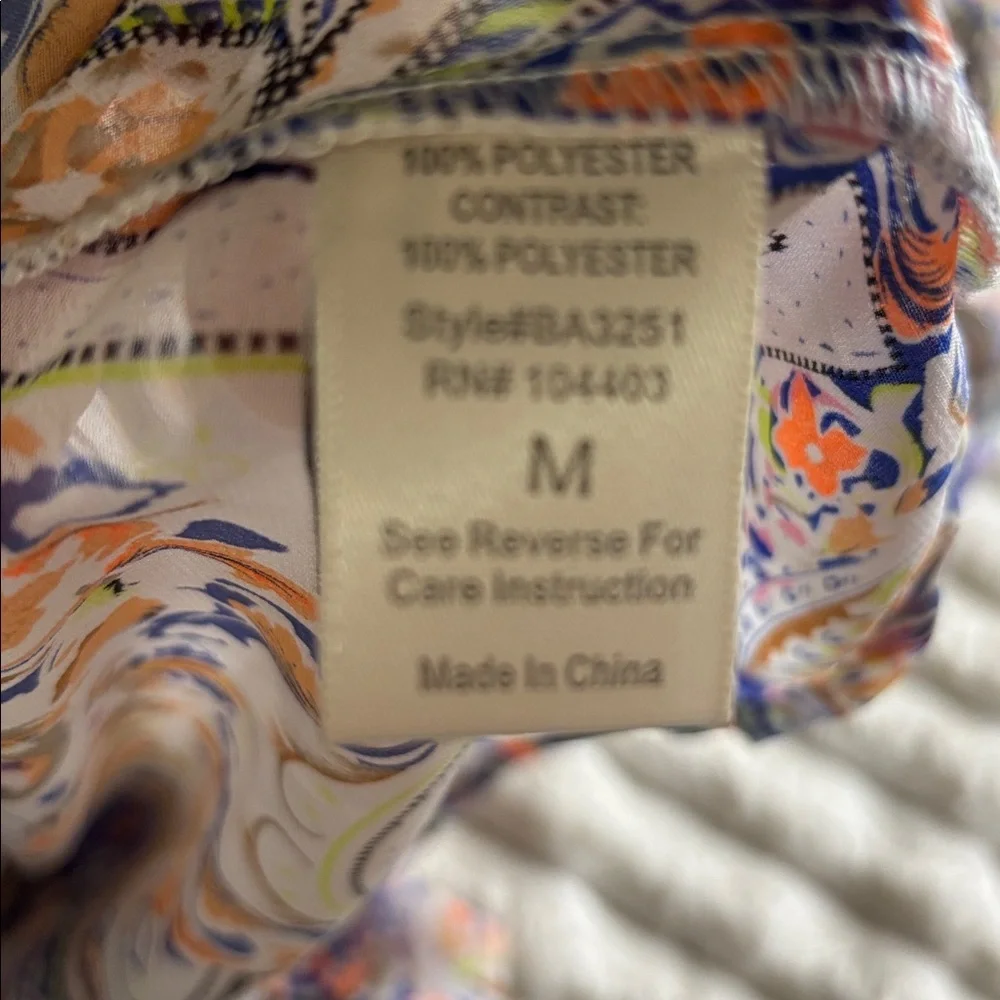 100% POLYESTER
CONTRAST:
100% POLYESTER
Style#BA3251
RN# 104403
M
See Reverse For
Care Instruction
Made In China